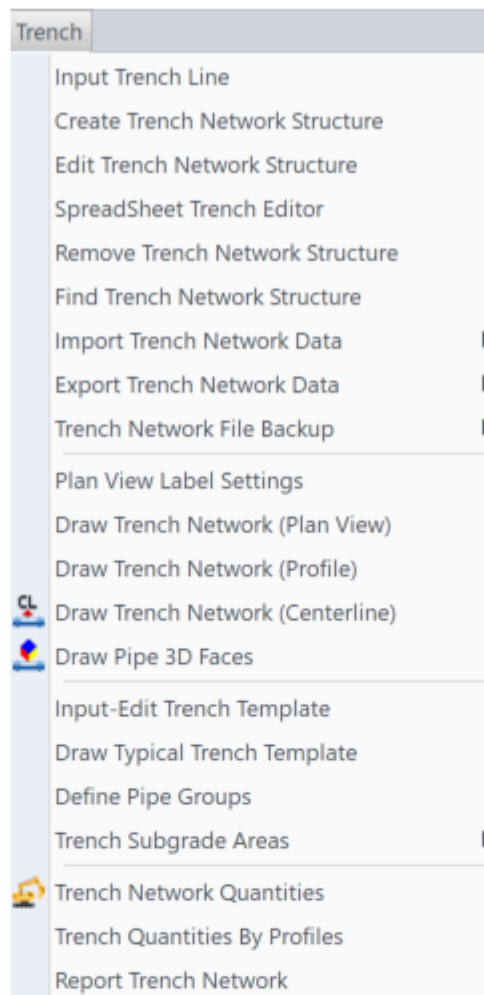 Trench
Input Trench Line
Create Trench Network Structure
Edit Trench Network Structure
SpreadSheet Trench Editor
Remove Trench Network Structure
Find Trench Network Structure
Import Trench Network Data
Export Trench Network Data
Trench Network File Backup
Plan View Label Settings
Draw Trench Network (Plan View)
Draw Trench Network (Profile)
CL Draw Trench Network (Centerline)
Draw Pipe 3D Faces
Input-Edit Trench Template
Draw Typical Trench Template
Define Pipe Groups
Trench Subgrade Areas
Trench Network Quantities
Trench Quantities By Profiles
Report Trench Network